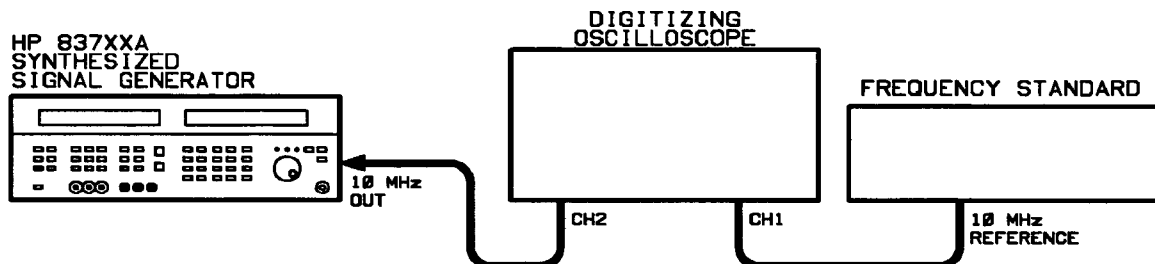 DIGITIZING
OSCILLOSCOPE
HP 837XXA
SYNTHESIZED
SIGNAL GENERATOR
FREQUENCY STANDARD
10 MHz
OUT
CH2
CH1
10 MHz
REFERENCE